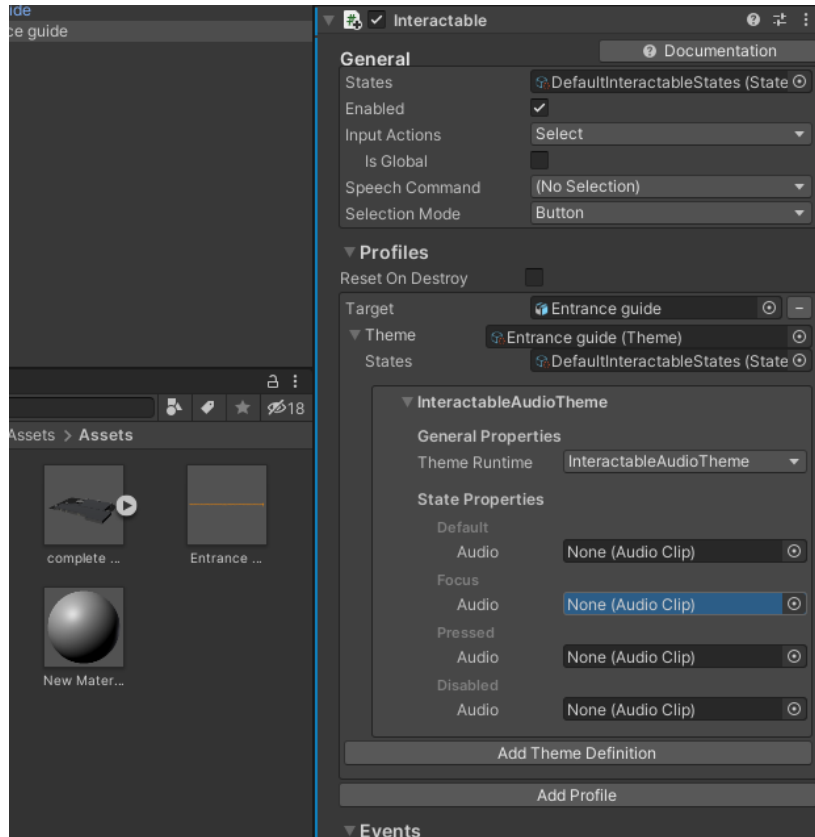 ide
ce guide
Interactable
General
Documentation
States
DefaultInteractableStates (State
Enabled
Input Actions
Select
Is Global
Speech Command
(No Selection)
Selection Mode
Button
Profiles
Reset On Destroy
Target
Entrance guide
Theme
Entrance guide (Theme)
States
DefaultInteractableStates (State
InteractableAudioTheme
General Properties
Theme Runtime
InteractableAudioTheme
State Properties
Default
Audio
None (Audio Clip)
Focus
Audio
None (Audio Clip)
Pressed
Audio
None (Audio Clip)
Disabled
Audio
None (Audio Clip)
Add Theme Definition
Add Profile
Events
18
Assets > Assets
complete ...
Entrance ...
New Mater...